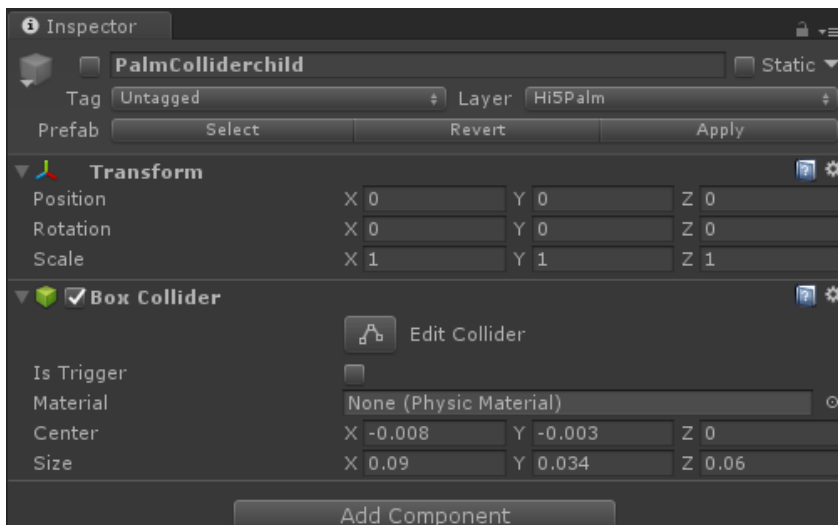 Inspector
PalmColliderchild Static
Tag Untagged Layer Hi5Palm
Prefab Select Revert Apply
Transform
Position X 0 Y 0 Z 0
Rotation X 0 Y 0 Z 0
Scale X 1 Y 1 Z 1
Box Collider
Edit Collider
Is Trigger
Material None (Physic Material)
Center X -0.008 Y -0.003 Z 0
Size X 0.09 Y 0.034 Z 0.06
Add Component